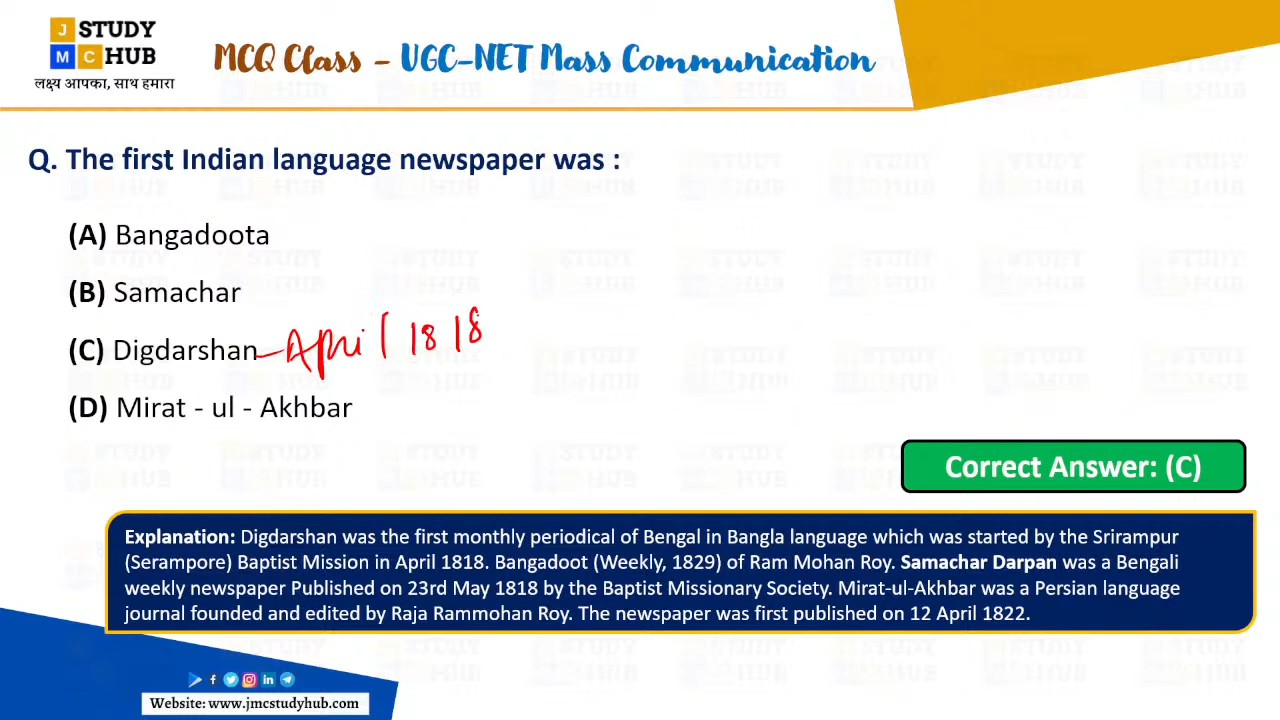 J STUDY
MC HUB
लक्ष्य आपका, साथ हमारा
MCQ Class - UGC-NET Mass Communication
Q. The first Indian language newspaper was :
(A) Bangadoota
(B) Samachar
(C) Digdarshan - April 1818
(D) Mirat - ul - Akhbar
Correct Answer: (C)
Explanation: Digdarshan was the first monthly periodical of Bengal in Bangla language which was started by the Srirampur
(Serampore) Baptist Mission in April 1818. Bangadoot (Weekly, 1829) of Ram Mohan Roy. Samachar Darpan was a Bengali
weekly newspaper Published on 23rd May 1818 by the Baptist Missionary Society. Mirat-ul-Akhbar was a Persian language
journal founded and edited by Raja Rammohan Roy. The newspaper was first published on 12 April 1822.
Website: www.jmcstudyhub.com